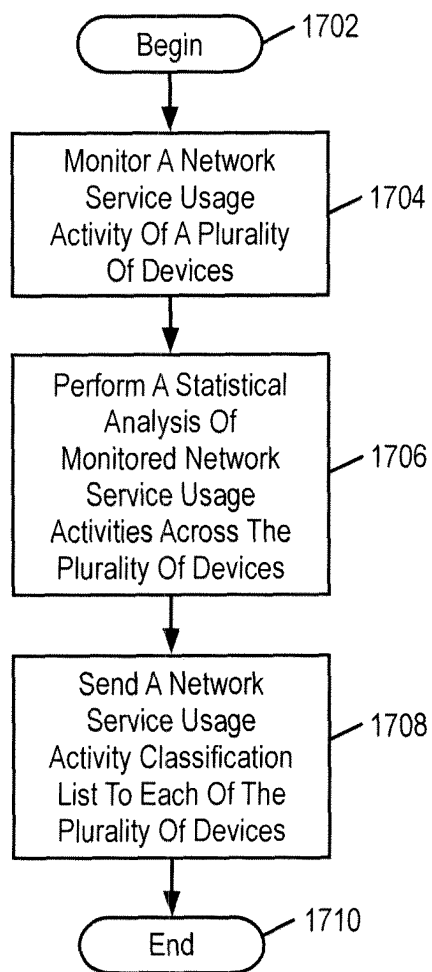 Begin
1702
Monitor A Network
Service Usage
Activity Of A Plurality
Of Devices
1704
Perform A Statistical
Analysis Of
Monitored Network
Service Usage
Activities Across The
Plurality Of Devices
1706
Send A Network
Service Usage
Activity Classification
List To Each Of The
Plurality Of Devices
1708
End
1710